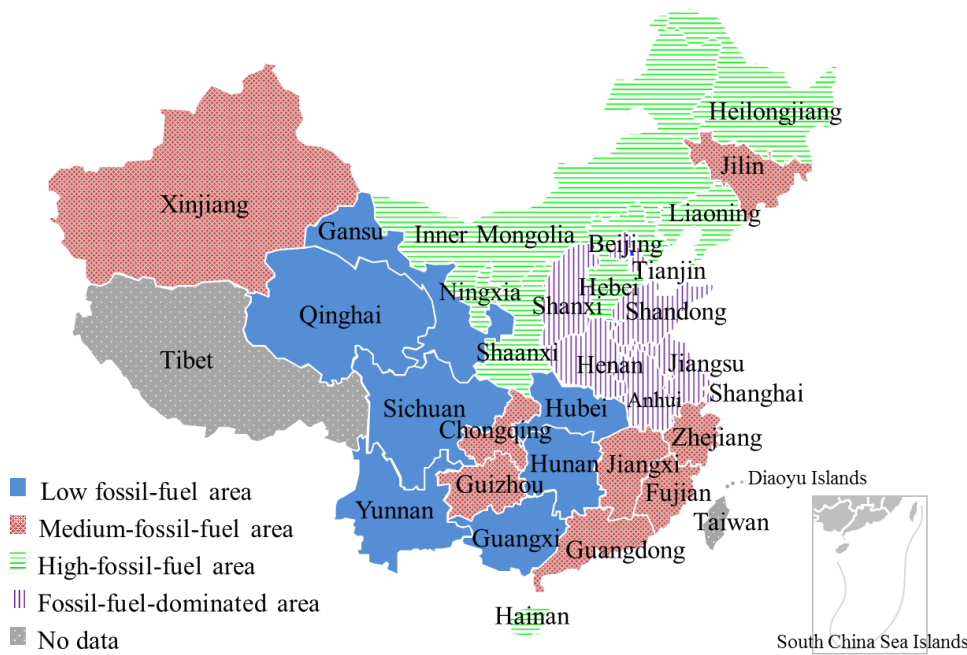 Heilongjiang
Jilin
Xinjiang
Liaoning
Gansu
Inner Mongolia
Beijing
Tianjin
Hebei
Ningxia
Shanxi
Shandong
Qinghai
Tibet
Shaanxi
Henan
Jiangsu
Shanghai
Anhui
Sichuan
Hubei
Chongqing
Zhejiang
Hunan
Jiangxi
Guizhou
Fujian
Diaoyu Islands
Yunnan
Taiwan
Guangxi
Guangdong
Hainan
Low fossil-fuel area
Medium-fossil-fuel area
High-fossil-fuel area
Fossil-fuel-dominated area
No data
South China Sea Islands